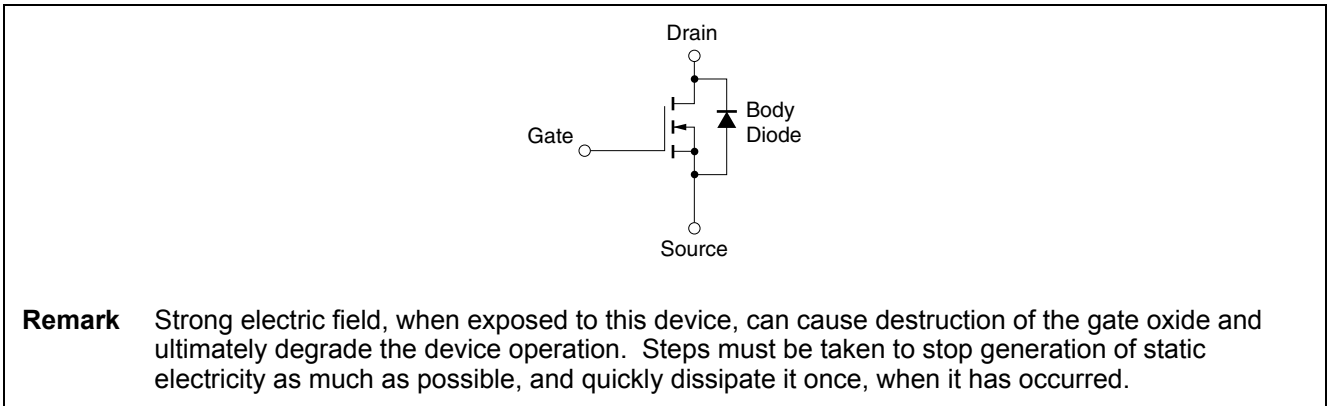 Drain
Body
Diode
Gate
Source
Remark Strong electric field, when exposed to this device, can cause destruction of the gate oxide and
ultimately degrade the device operation. Steps must be taken to stop generation of static
electricity as much as possible, and quickly dissipate it once, when it has occurred.